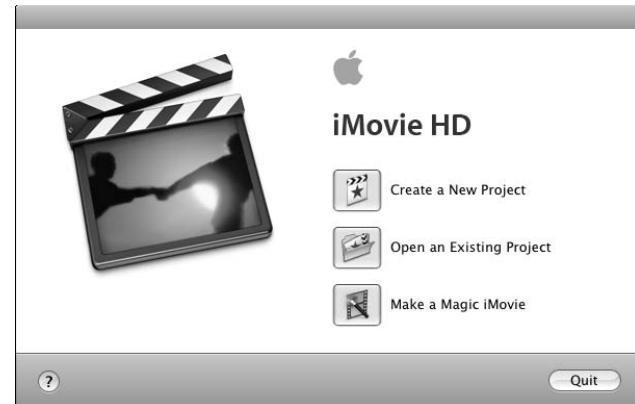 iMovie HD
Create a New Project
Open an Existing Project
Make a Magic iMovie
?
Quit